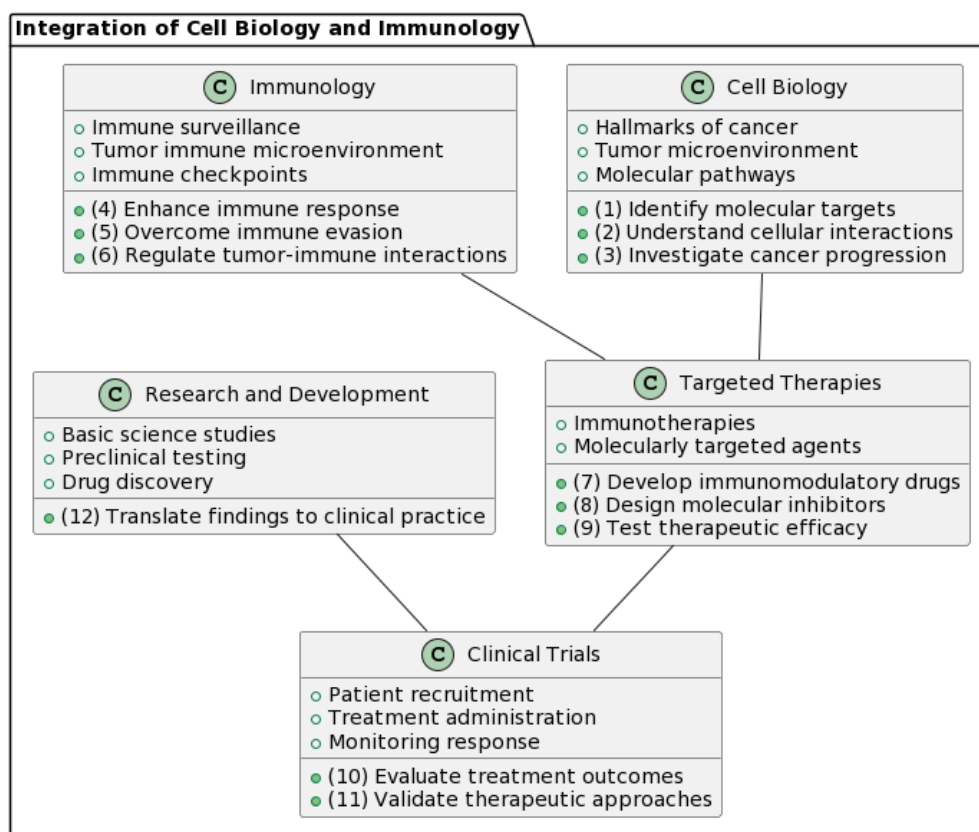 Integration of Cell Biology and Immunology
C Immunology
Immune surveillance
Tumor immune microenvironment
Immune checkpoints
(4) Enhance immune response
(5) Overcome immune evasion
(6) Regulate tumor-immune interactions
C Cell Biology
Hallmarks of cancer
Tumor microenvironment
Molecular pathways
(1) Identify molecular targets
(2) Understand cellular interactions
(3) Investigate cancer progression
C Research and Development
Basic science studies
Preclinical testing
Drug discovery
(12) Translate findings to clinical practice
C Targeted Therapies
Immunotherapies
Molecularly targeted agents
(7) Develop immunomodulatory drugs
(8) Design molecular inhibitors
(9) Test therapeutic efficacy
C Clinical Trials
Patient recruitment
Treatment administration
Monitoring response
(10) Evaluate treatment outcomes
(11) Validate therapeutic approaches